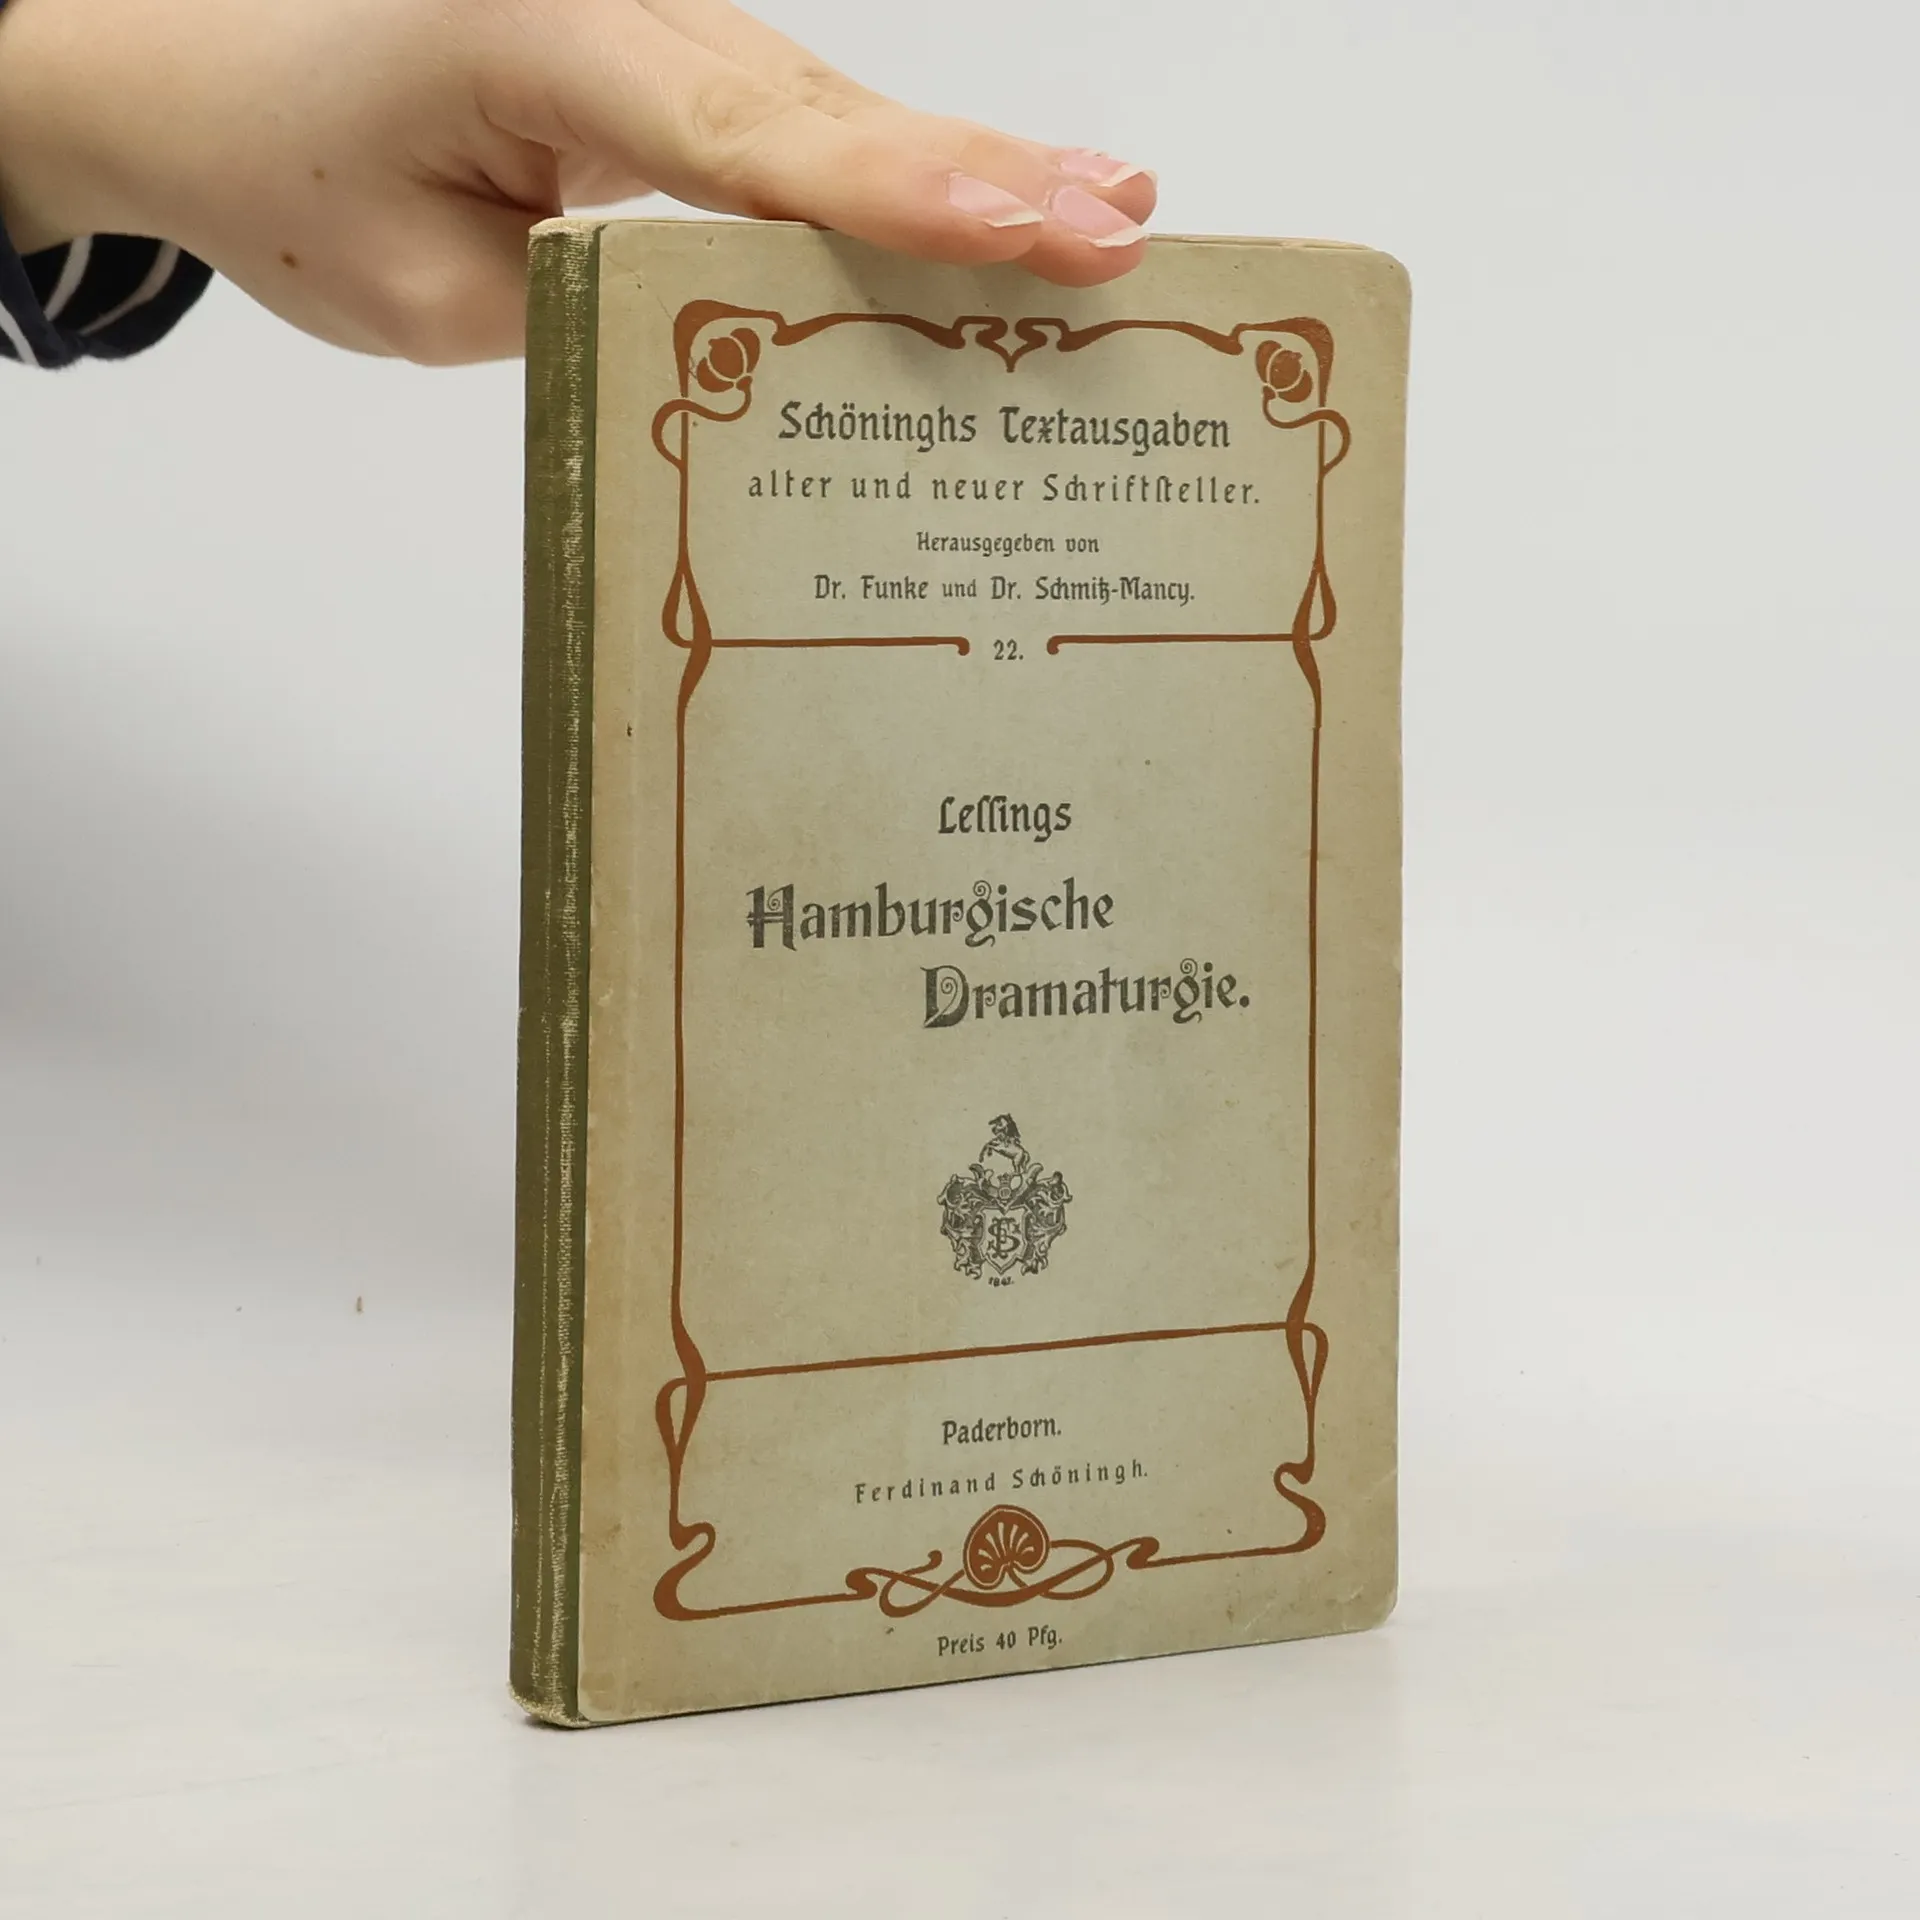 Schöninghs Textausgaben
alter und neuer Schriftſteller.
Herausgegeben von
Dr. Funke und Dr. Schmitz-Mancy.
22.
Leſſings
Hamburgische
Dramaturgie.
Paderborn.
Ferdinand Schöningh.
Preis 40 Pfg.